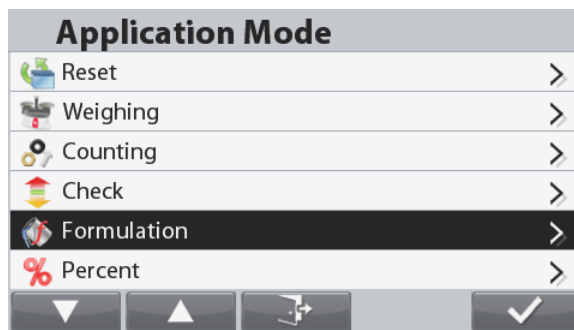 Application Mode
Reset
Weighing
Counting
Check
Formulation
Percent